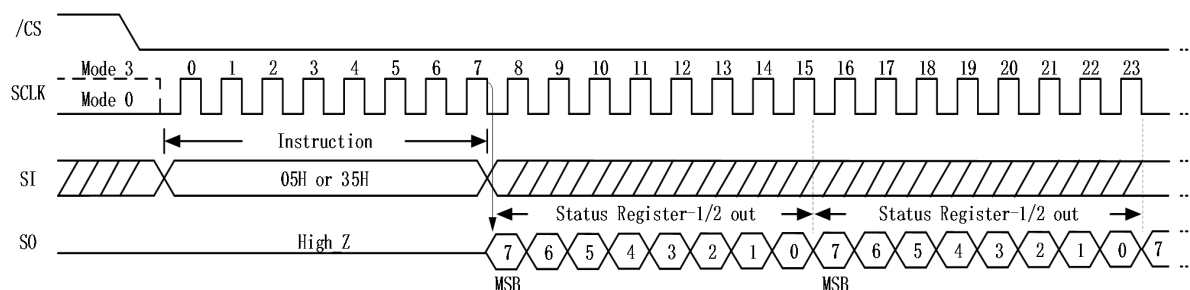 /CS
Mode 3 0 1 2 3 4 5 6 7 8 9 10 11 12 13 14 15 16 17 18 19 20 21 22 23
SCLK
Mode 0
Instruction
SI 05H or 35H
Status Register-1/2 out Status Register-1/2 out
SO High_Z 7 6 5 4 3 2 1 0 7 6 5 4 3 2 1 0 7
MSB MSB